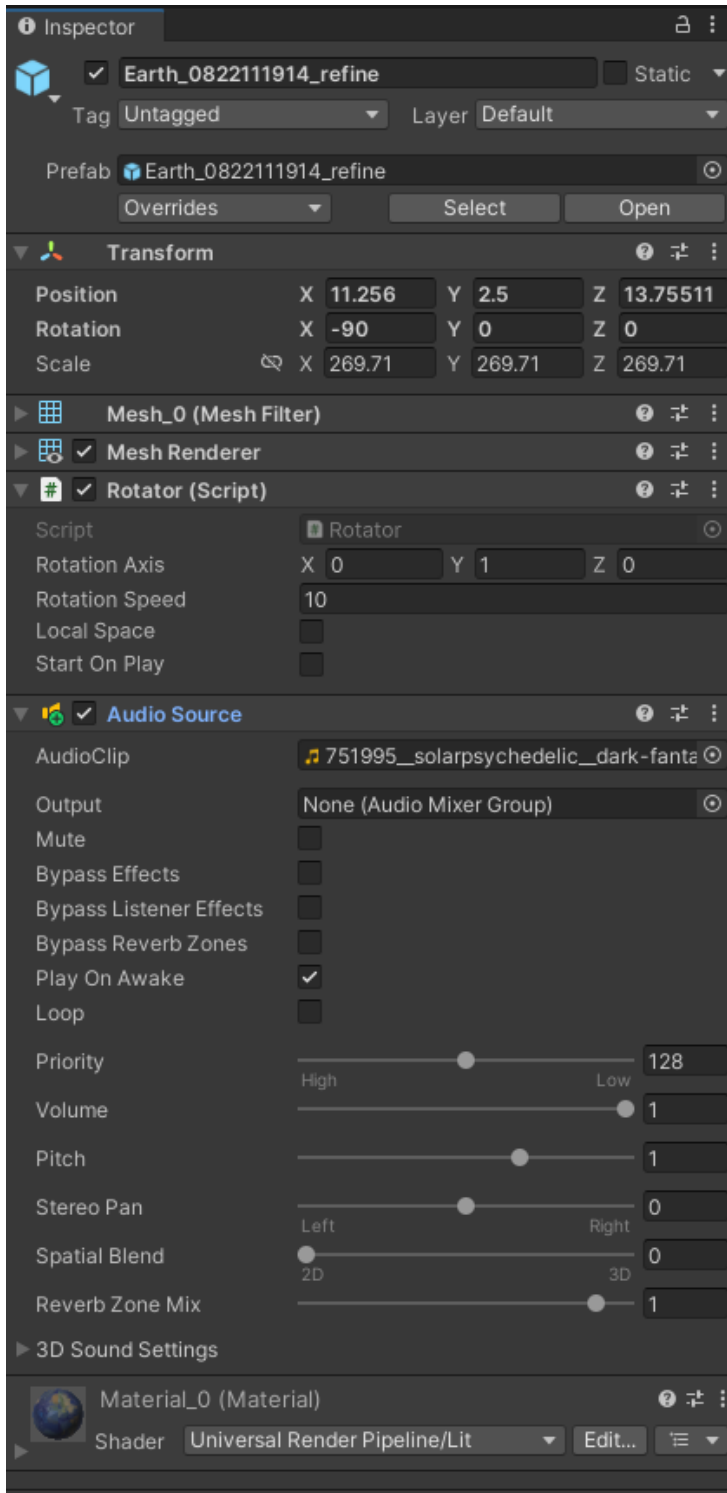 Inspector
Earth_0822111914_refine Static
Tag Untagged Layer Default
Prefab Earth_0822111914_refine
Overrides Select Open
Transform
Position X 11.256 Y 2.5 Z 13.75511
Rotation X -90 Y 0 Z 0
Scale X 269.71 Y 269.71 Z 269.71
Mesh_0 (Mesh Filter)
Mesh Renderer
# Rotator (Script)
Script Rotator
Rotation Axis X 0 Y 1 Z 0
Rotation Speed 10
Local Space
Start On Play
Audio Source
AudioClip 751995__solarpsychedelic__dark-fanta
Output None (Audio Mixer Group)
Mute
Bypass Effects
Bypass Listener Effects
Bypass Reverb Zones
Play On Awake
Loop
Priority 128
High Low
Volume 1
Pitch 1
Stereo Pan 0
Left Right
Spatial Blend 0
2D 3D
Reverb Zone Mix 1
3D Sound Settings
Material_0 (Material)
Shader Universal Render Pipeline/Lit Edit...